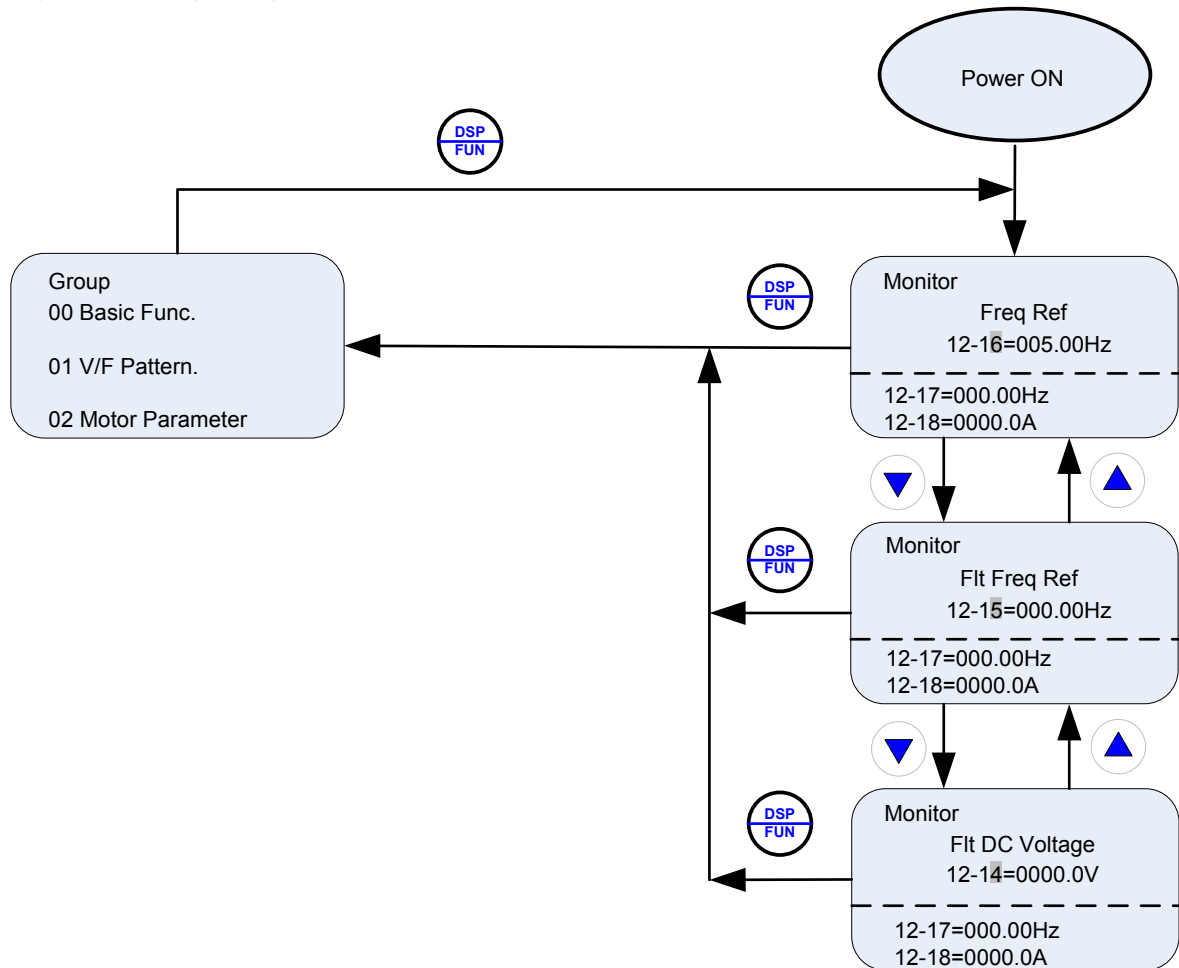 Power ON
DSP
FUN
Group
00 Basic Func.
01 V/F Pattern.
02 Motor Parameter
DSP
FUN
Monitor
Freq Ref
12-16=005.00Hz
12-17=000.00Hz
12-18=0000.0A
DSP
FUN
Monitor
Flt Freq Ref
12-15=000.00Hz
12-17=000.00Hz
12-18=0000.0A
DSP
FUN
Monitor
Flt DC Voltage
12-14=0000.0V
12-17=000.00Hz
12-18=0000.0A